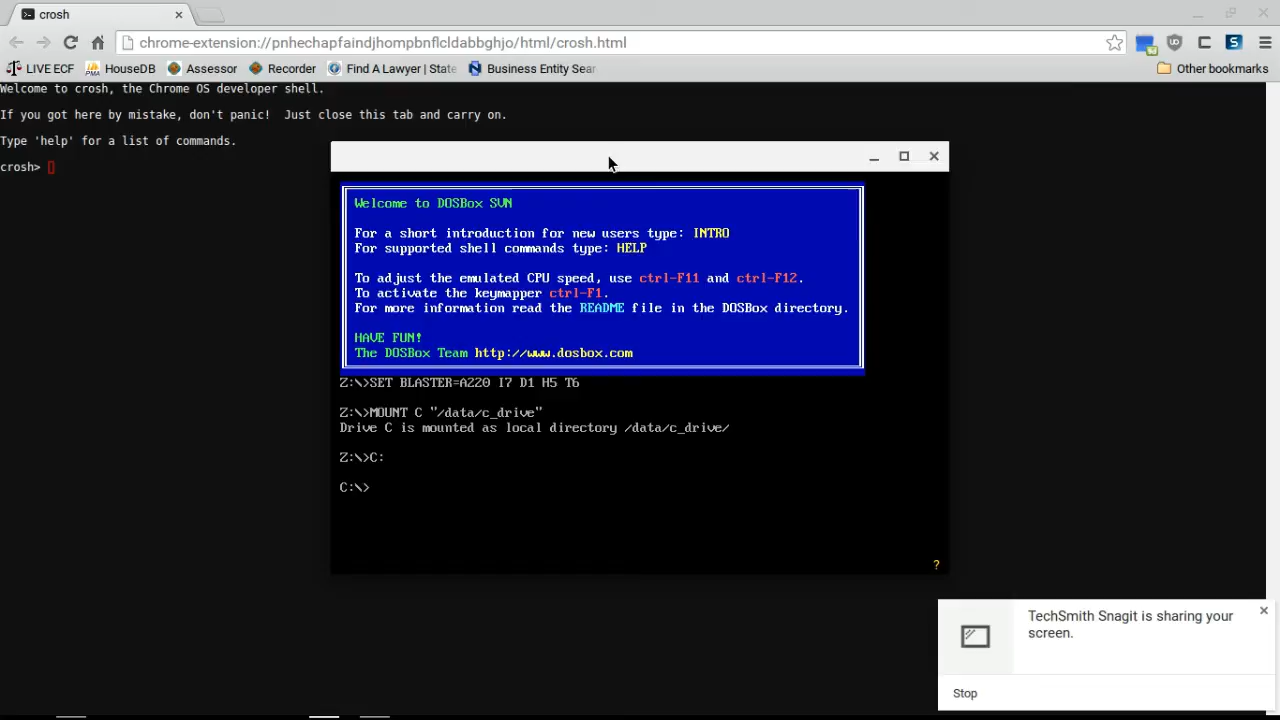 crosh
chrome-extension://pnhechapfaindjhompbnflcldabbghjo/html/crosh.html
LIVE ECF HouseDB Assessor Recorder Find A Lawyer | State Business Entity Sear Other bookmarks
Welcome to crosh, the Chrome OS developer shell.
If you got here by mistake, don't panic!  Just close this tab and carry on.
Type 'help' for a list of commands.
crosh>
Welcome to DOSBox SVN
For a short introduction for new users type: INTRO
For supported shell commands type: HELP
To adjust the emulated CPU speed, use ctrl-F11 and ctrl-F12.
To activate the keymapper ctrl-F1.
For more information read the README file in the DOSBox directory.
HAVE FUN!
The DOSBox Team http://www.dosbox.com
Z:\>SET BLASTER=A220 I7 D1 H5 T6
Z:\>MOUNT C "/data/c_drive"
Drive C is mounted as local directory /data/c_drive/
Z:\>C:
C:\>
?
TechSmith Snagit is sharing your
screen.
Stop